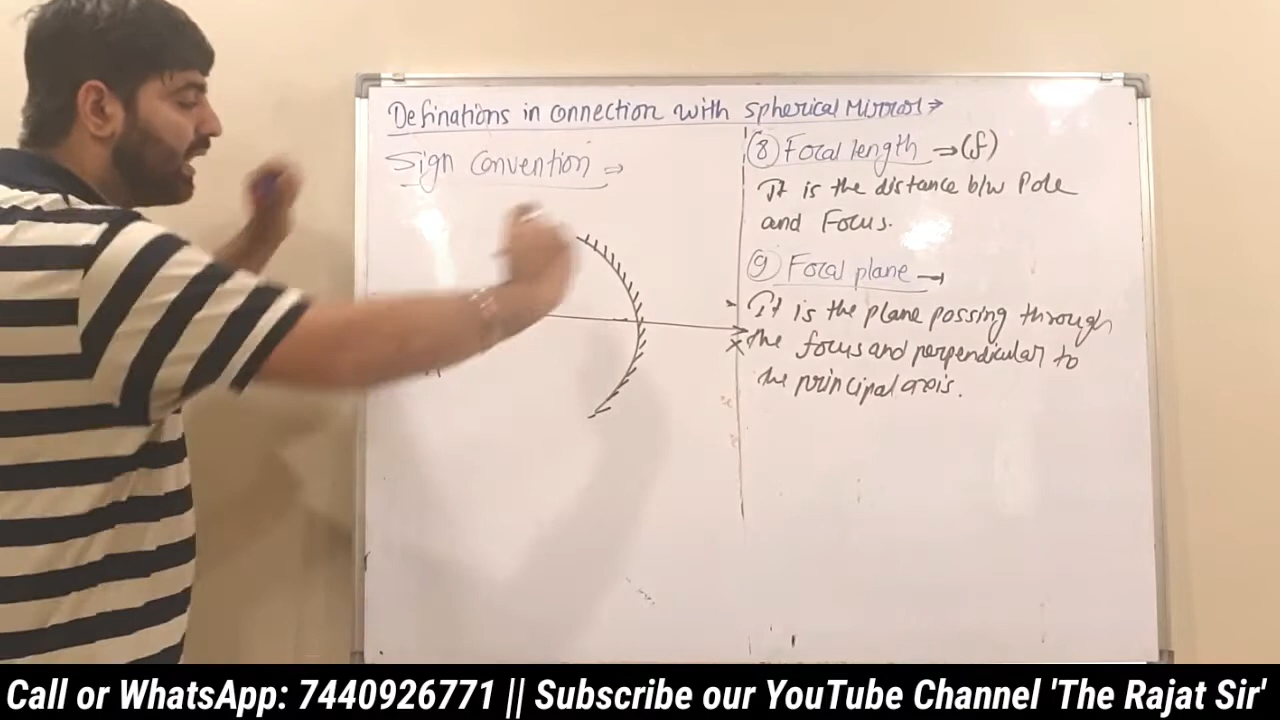 Definations in connection with spherical Mirror →
Sign Convention →
X
⑧ Focal length → (f)
It is the distance b/w Pole
and Focus.
⑨ Focal plane →
It is the plane possing through
the focus and perpendicular to
the principal axis.
Call or WhatsApp: 7440926771 || Subscribe our YouTube Channel 'The Rajat Sir'